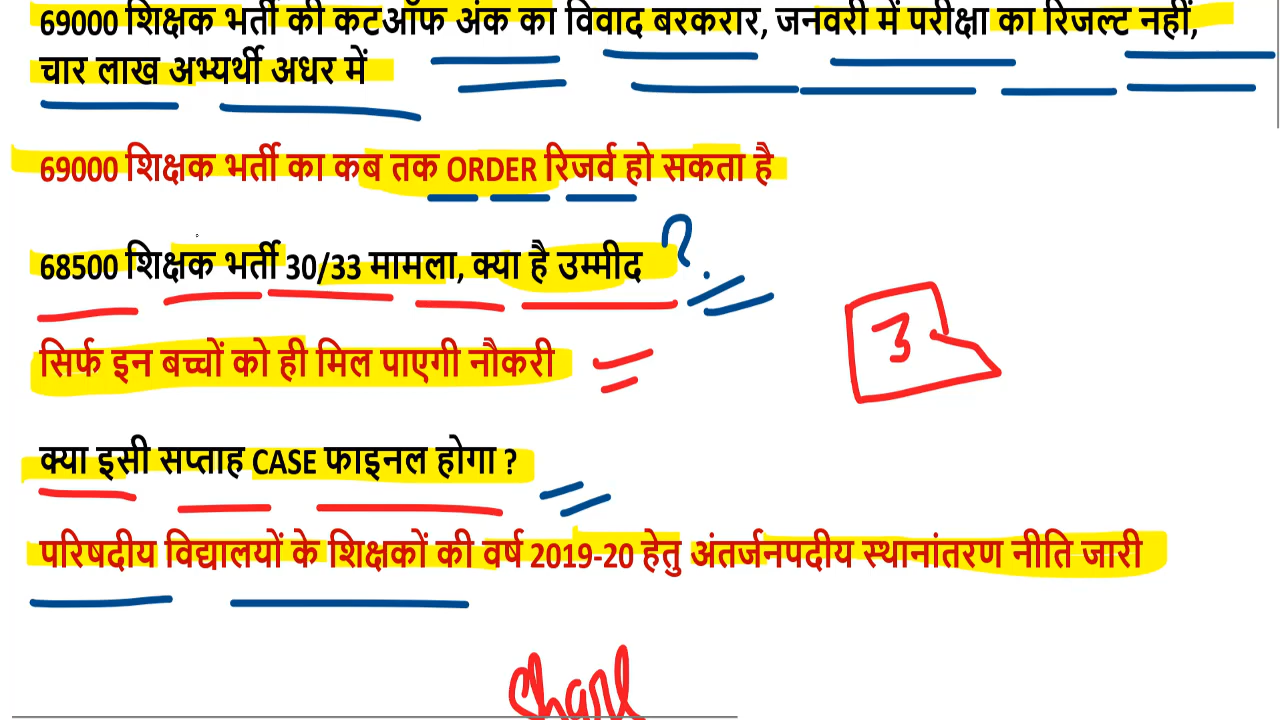 69000 शिक्षक भर्ती की कटऑफ अंक का विवाद बरकरार, जनवरी में परीक्षा का रिजल्ट नहीं,
चार लाख अभ्यर्थी अधर में
69000 शिक्षक भर्ती का कब तक ORDER रिजर्व हो सकता है
68500 शिक्षक भर्ती 30/33 मामला, क्या है उम्मीद ?
3
सिर्फ इन बच्चों को ही मिल पाएगी नौकरी
क्या इसी सप्ताह CASE फाइनल होगा ?
परिषदीय विद्यालयों के शिक्षकों की वर्ष 2019-20 हेतु अंतर्जनपदीय स्थानांतरण नीति जारी